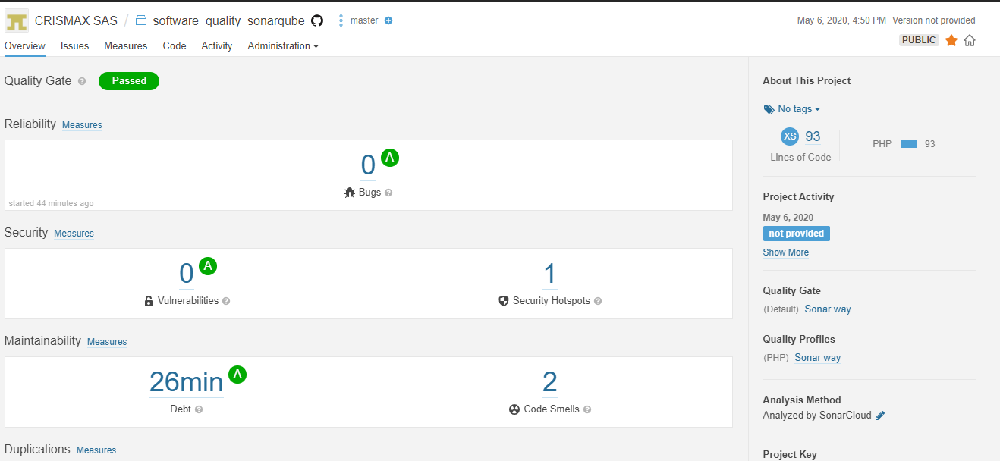 CRISMAX SAS / software_quality_sonarqube master
May 6, 2020, 4:50 PM Version not provided
PUBLIC
Overview Issues Measures Code Activity Administration
Quality Gate ? Passed
Reliability Measures
0 A
Bugs ?
started 44 minutes ago
Security Measures
0 A
Vulnerabilities ?
1
Security Hotspots ?
Maintainability Measures
26min A
Debt ?
2
Code Smells ?
Duplications Measures
About This Project
No tags
XS 93
Lines of Code
PHP 93
Project Activity
May 6, 2020
not provided
Show More
Quality Gate
(Default) Sonar way
Quality Profiles
(PHP) Sonar way
Analysis Method
Analyzed by SonarCloud
Project Key